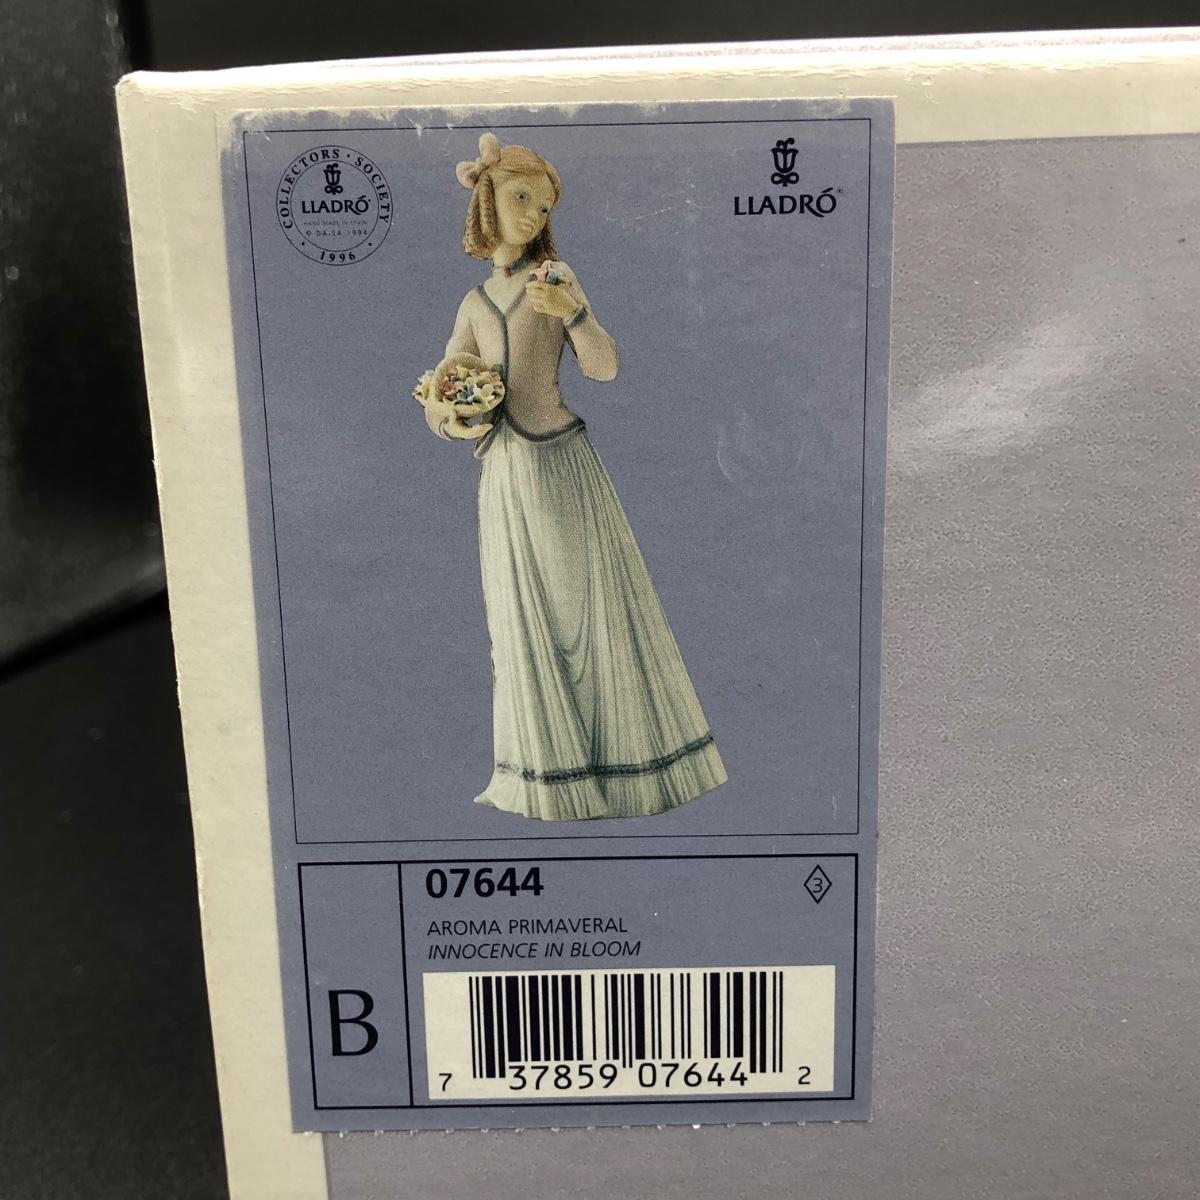 COLLECTORS · SOCIETY
LLADRÓ
HAND MADE IN SPAIN
© DAISA 1994
· 1996 ·
LLADRÓ®
07644
3
AROMA PRIMAVERAL
INNOCENCE IN BLOOM
B
7 37859 07644 2